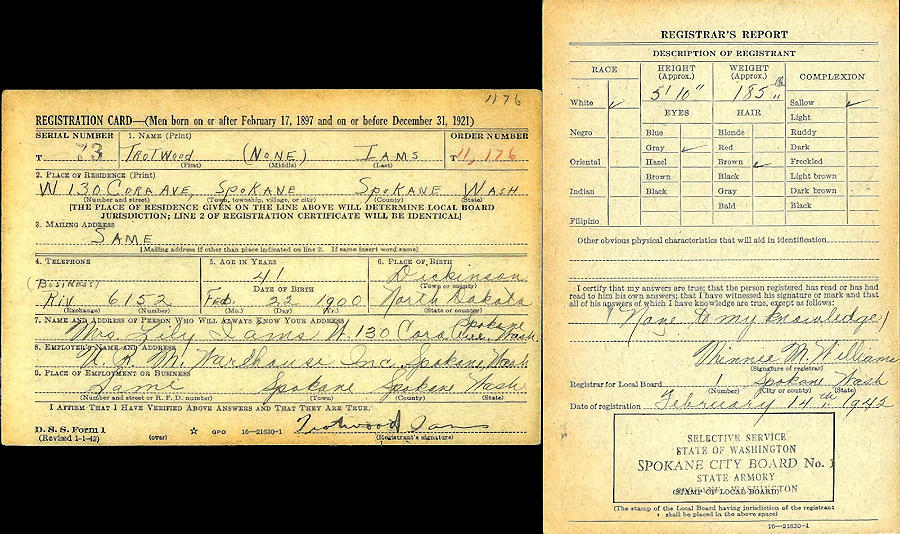 1176
REGISTRATION CARD—(Men born on or after February 17, 1897 and on or before December 31, 1921)
SERIAL NUMBER 1. NAME (Print) ORDER NUMBER
T 73 TROTWOOD (NONE) IAMS 11,176
(First) (Middle) (Last)
2. PLACE OF RESIDENCE (Print)
W 130 CORA AVE, SPOKANE SPOKANE WASH
(Number and street) (Town, township, village, or city) (County) (State)
[THE PLACE OF RESIDENCE GIVEN ON THE LINE ABOVE WILL DETERMINE LOCAL BOARD
JURISDICTION; LINE 2 OF REGISTRATION CERTIFICATE WILL BE IDENTICAL]
3. MAILING ADDRESS
SAME
[Mailing address if other than place indicated on line 2. If same insert word same]
4. TELEPHONE 5. AGE IN YEARS 6. PLACE OF BIRTH
41 Dickinson
(BUSINESS) DATE OF BIRTH (Town or county)
Riv 6152 Feb. 22 1900 North Dakota
(Exchange) (Number) (Mo.) (Day) (Yr.) (State or country)
7. NAME AND ADDRESS OF PERSON WHO WILL ALWAYS KNOW YOUR ADDRESS
Mrs. Lily Iams W. 130 Cora Ave. Spokane Wash
8. EMPLOYER'S NAME AND ADDRESS
M. Wardhouse Inc, Spokane, Wash
9. PLACE OF EMPLOYMENT OR BUSINESS
Same Spokane Spokane Wash
(Number and street or R. F. D. number) (Town) (County) (State)
I AFFIRM THAT I HAVE VERIFIED ABOVE ANSWERS AND THAT THEY ARE TRUE.
D. S. S. Form 1 Trotwood Iams
(Revised 1-1-42) (over) ☆ GPO 16—21630-1 (Registrant's signature)
REGISTRAR'S REPORT
DESCRIPTION OF REGISTRANT
RACE HEIGHT (Approx.) WEIGHT (Approx.) COMPLEXION
5' 10" 185
White ✓ EYES HAIR Sallow ✓
Light
Negro Blue Blonde Ruddy
Gray ✓ Red Dark
Oriental Hazel Brown ✓ Freckled
Brown Black Light brown
Indian Black Gray Dark brown
Bald Black
Filipino
Other obvious physical characteristics that will aid in identification
I certify that my answers are true; that the person registered has read or has had
read to him his own answers; that I have witnessed his signature or mark and that
all of his answers of which I have knowledge are true, except as follows:
(None to my knowledge)
Minnie M. Williams
(Signature of registrar)
Registrar for Local Board 1 Spokane Wash
(Number) (City or county) (State)
Date of registration February 14th 1942
SELECTIVE SERVICE
STATE OF WASHINGTON
SPOKANE CITY BOARD No. 1
STATE ARMORY
SPOKANE, WASHINGTON
(STAMP OF LOCAL BOARD)
(The stamp of the Local Board having jurisdiction of the registrant
shall be placed in the above space)
16—21630-1